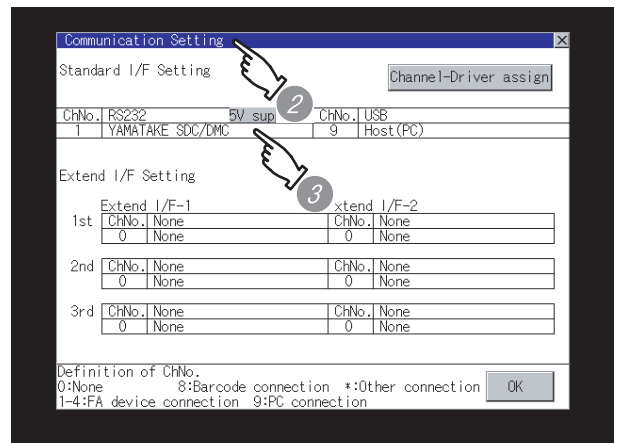 Communication Setting
Standard I/F Setting
Channel-Driver assign
ChNo. RS232 5V sup ChNo. USB
1 YAMATAKE SDC/DMC 9 Host(PC)
2
3
Extend I/F Setting
Extend I/F-1 xtend I/F-2
1st ChNo. None ChNo. None
0 None 0 None
2nd ChNo. None ChNo. None
0 None 0 None
3rd ChNo. None ChNo. None
0 None 0 None
Definition of ChNo.
0:None 8:Barcode connection *:Other connection
1-4:FA device connection 9:PC connection
OK